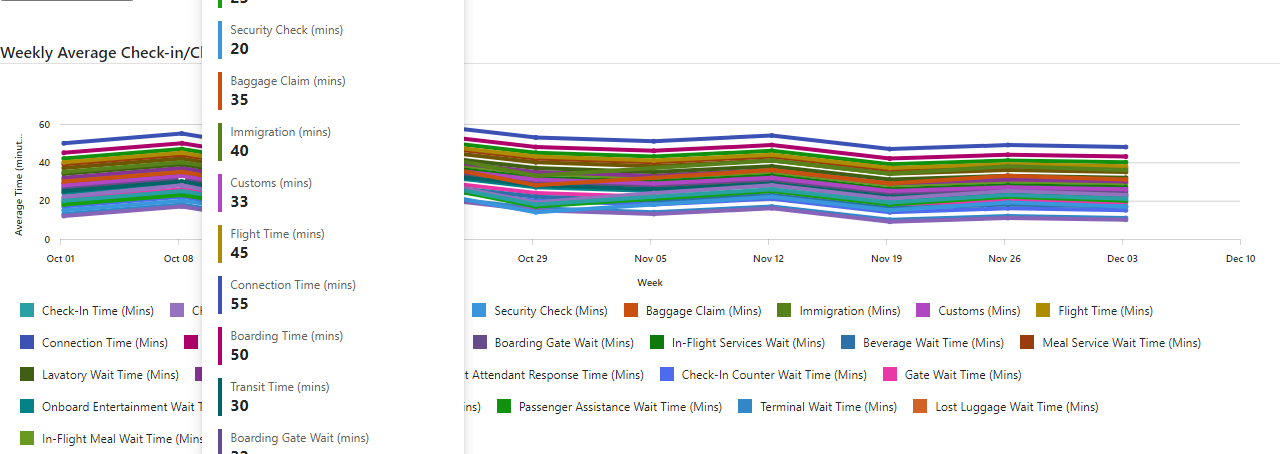 Weekly Average Check-in/Ch
Average Time (minut...
60
40
20
0
Oct 01
Oct 08
Oct 29
Nov 05
Nov 12
Nov 19
Nov 26
Dec 03
Dec 10
Week
Security Check (mins)
20
Baggage Claim (mins)
35
Immigration (mins)
40
Customs (mins)
33
Flight Time (mins)
45
Connection Time (mins)
55
Boarding Time (mins)
50
Transit Time (mins)
30
Boarding Gate Wait (mins)
Check-In Time (Mins)
Security Check (Mins)
Baggage Claim (Mins)
Immigration (Mins)
Customs (Mins)
Flight Time (Mins)
Connection Time (Mins)
Boarding Gate Wait (Mins)
In-Flight Services Wait (Mins)
Beverage Wait Time (Mins)
Meal Service Wait Time (Mins)
Lavatory Wait Time (Mins)
t Attendant Response Time (Mins)
Check-In Counter Wait Time (Mins)
Gate Wait Time (Mins)
Onboard Entertainment Wait T
ns)
Passenger Assistance Wait Time (Mins)
Terminal Wait Time (Mins)
Lost Luggage Wait Time (Mins)
In-Flight Meal Wait Time (Mins